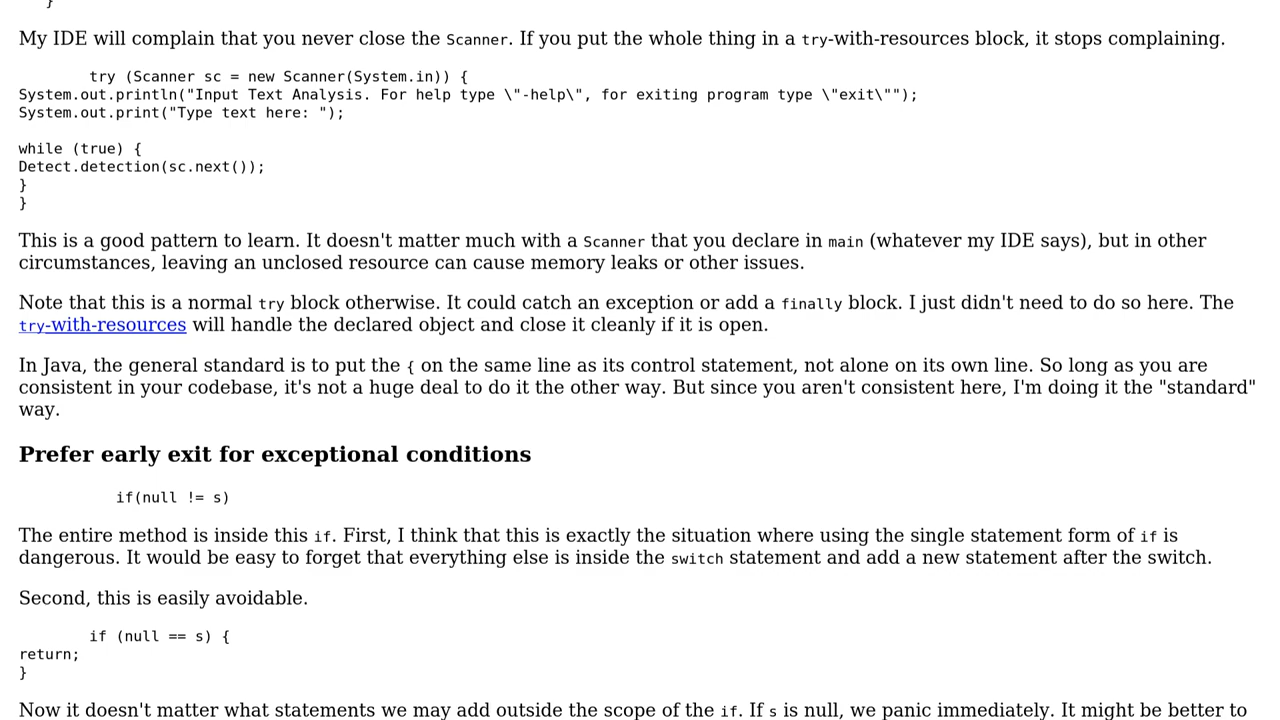 }
My IDE will complain that you never close the Scanner. If you put the whole thing in a try-with-resources block, it stops complaining.
try (Scanner sc = new Scanner(System.in)) {
System.out.println("Input Text Analysis. For help type \"-help\", for exiting program type \"exit\"");
System.out.print("Type text here: ");
while (true) {
Detect.detection(sc.next());
}
}
This is a good pattern to learn. It doesn't matter much with a Scanner that you declare in main (whatever my IDE says), but in other
circumstances, leaving an unclosed resource can cause memory leaks or other issues.
Note that this is a normal try block otherwise. It could catch an exception or add a finally block. I just didn't need to do so here. The
try-with-resources will handle the declared object and close it cleanly if it is open.
In Java, the general standard is to put the { on the same line as its control statement, not alone on its own line. So long as you are
consistent in your codebase, it's not a huge deal to do it the other way. But since you aren't consistent here, I'm doing it the "standard"
way.
Prefer early exit for exceptional conditions
if(null != s)
The entire method is inside this if. First, I think that this is exactly the situation where using the single statement form of if is
dangerous. It would be easy to forget that everything else is inside the switch statement and add a new statement after the switch.
Second, this is easily avoidable.
if (null == s) {
return;
}
Now it doesn't matter what statements we may add outside the scope of the if. If s is null, we panic immediately. It might be better to